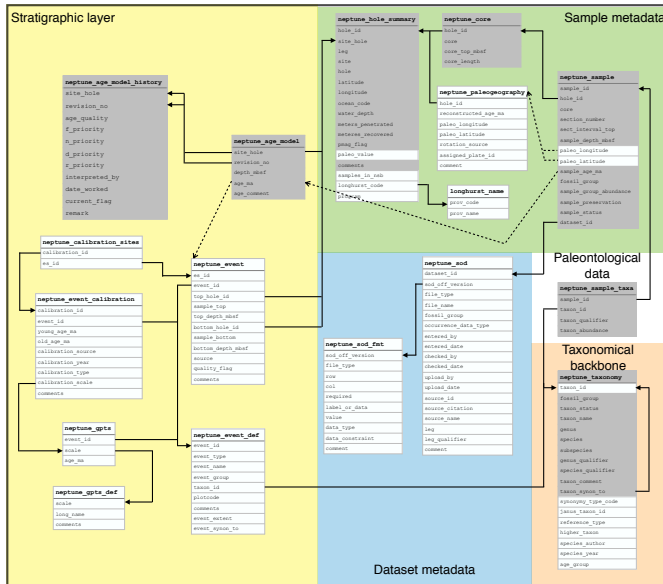 Stratigraphic layer
Sample metadata
neptune_hole_summary
hole_id
site_hole
leg
site
hole
latitude
longitude
ocean_code
water_depth
meters_penetrated
meters_recovered
pmag_flag
paleo_value
comments
samples_in_nsb
longhurst_code
neptune_core
hole_id
core
core_top_mbsf
core_length
neptune_paleogeography
hole_id
reconstructed_age_ma
paleo_longitude
paleo_latitude
rotation_source
assigned_plate_id
comment
longhurst_name
prov_code
prov_name
neptune_sample
sample_id
hole_id
core
section_number
sect_interval_top
sample_depth_mbsf
paleo_longitude
paleo_latitude
sample_age_ma
fossil_group
sample_group_abundance
sample_preservation
sample_status
dataset_id
neptune_age_model_history
site_hole
revision_no
age_quality
f_priority
n_priority
d_priority
r_priority
interpreted_by
date_worked
current_flag
remark
neptune_age_model
site_hole
revision_no
depth_mbsf
age_ma
age_comment
neptune_calibration_sites
calibration_id
es_id
neptune_event
es_id
event_id
top_hole_id
sample_top
top_depth_mbsf
bottom_hole_id
sample_bottom
bottom_depth_mbsf
source
quality_flag
comments
neptune_event_calibration
calibration_id
event_id
young_age_ma
old_age_ma
calibration_source
calibration_year
calibration_type
calibration_scale
comments
neptune_gpts
event_id
scale
age_ma
neptune_gpts_def
scale
long_name
comments
neptune_event_def
event_id
event_type
event_name
event_group
taxon_id
plotcode
comments
event_extent
event_synon_to
neptune_sod
dataset_id
sod_off_version
file_type
file_name
fossil_group
occurrence_data_type
entered_by
entered_date
checked_by
checked_date
upload_by
upload_date
source_id
source_citation
source_name
leg
leg_qualifier
comment
neptune_sod_fmt
sod_off_version
file_type
row
col
required
label_or_data
value
data_type
data_constraint
comment
Dataset metadata
Paleontological
data
neptune_sample_taxa
sample_id
taxon_id
taxon_qualifier
taxon_abundance
Taxonomical
backbone
neptune_taxonomy
taxon_id
fossil_group
taxon_status
taxon_name
genus
species
subspecies
genus_qualifier
species_qualifier
taxon_comment
taxon_synon_to
synonymy_type_code
janus_taxon_id
reference_type
higher_taxon
species_author
species_year
age_group